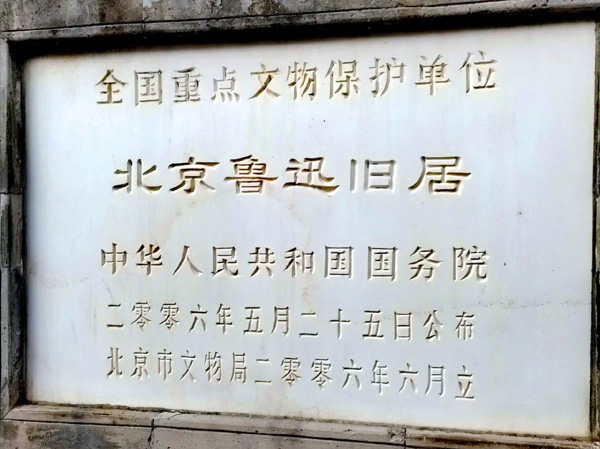 全国重点文物保护单位
北京鲁迅旧居
中华人民共和国国务院
二零零六年五月二十五日公布
北京市文物局二零零六年六月立